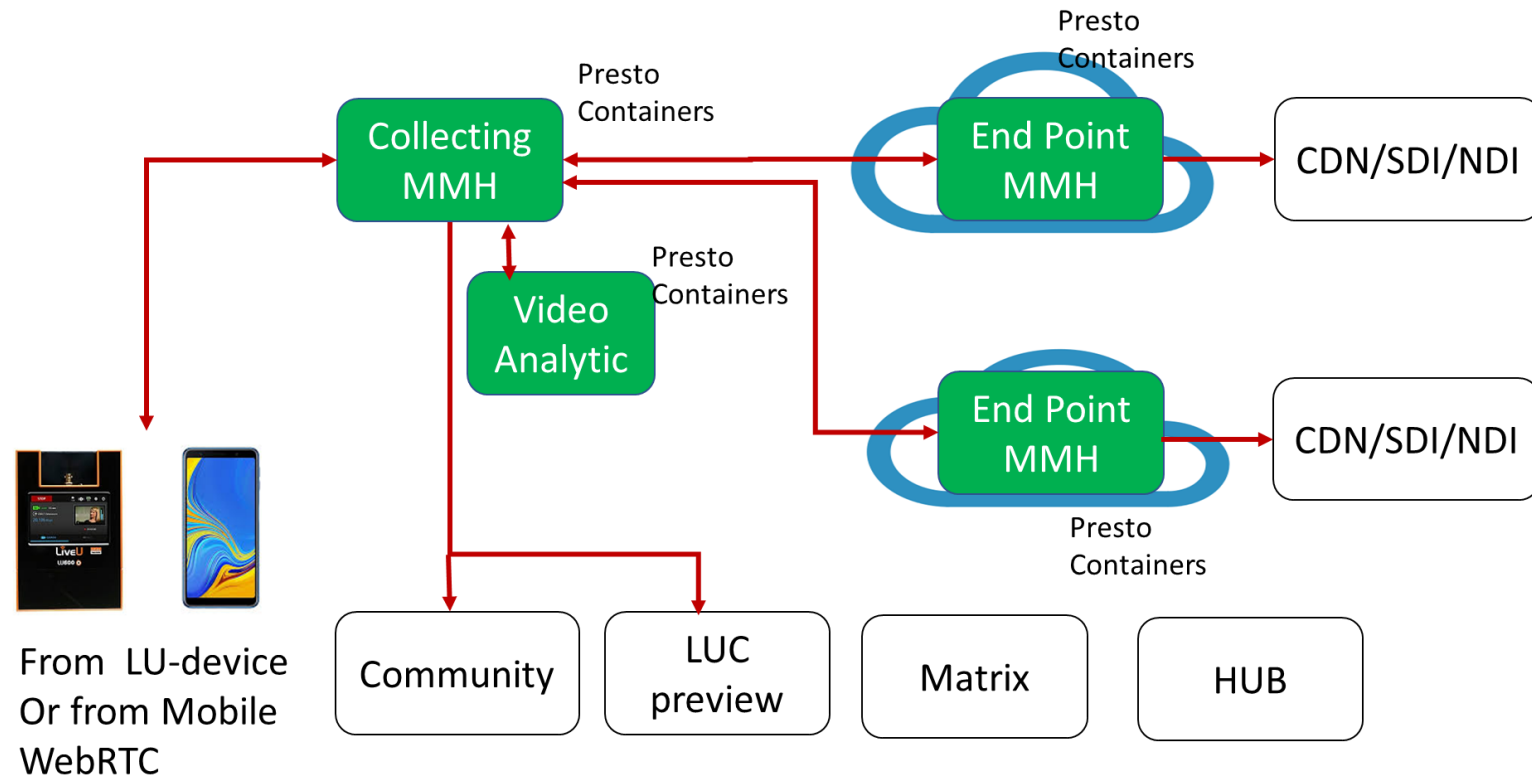 Presto
Containers
Presto
Containers
Collecting
MMH
End Point
MMH
CDN/SDI/NDI
Presto
Containers
Video
Analytic
End Point
MMH
CDN/SDI/NDI
Presto
Containers
LiveU
From LU-device
Or from Mobile
WebRTC
Community
LUC
preview
Matrix
HUB